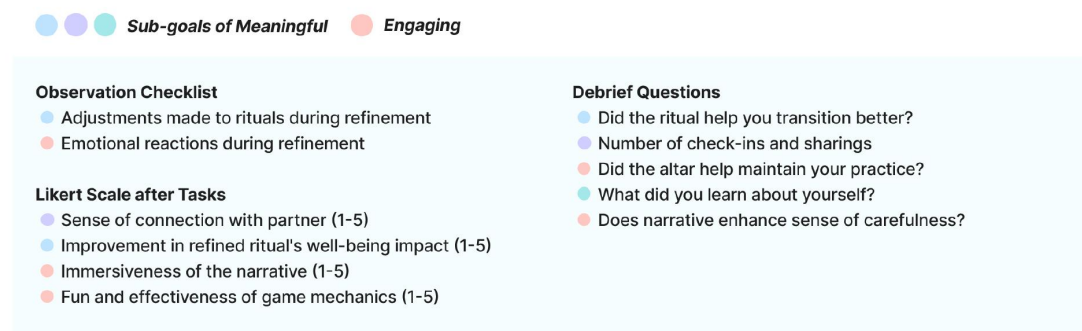 Sub-goals of Meaningful
Engaging
Observation Checklist
Adjustments made to rituals during refinement
Emotional reactions during refinement
Likert Scale after Tasks
Sense of connection with partner (1-5)
Improvement in refined ritual's well-being impact (1-5)
Immersiveness of the narrative (1-5)
Fun and effectiveness of game mechanics (1-5)
Debrief Questions
Did the ritual help you transition better?
Number of check-ins and sharings
Did the altar help maintain your practice?
What did you learn about yourself?
Does narrative enhance sense of carefulness?